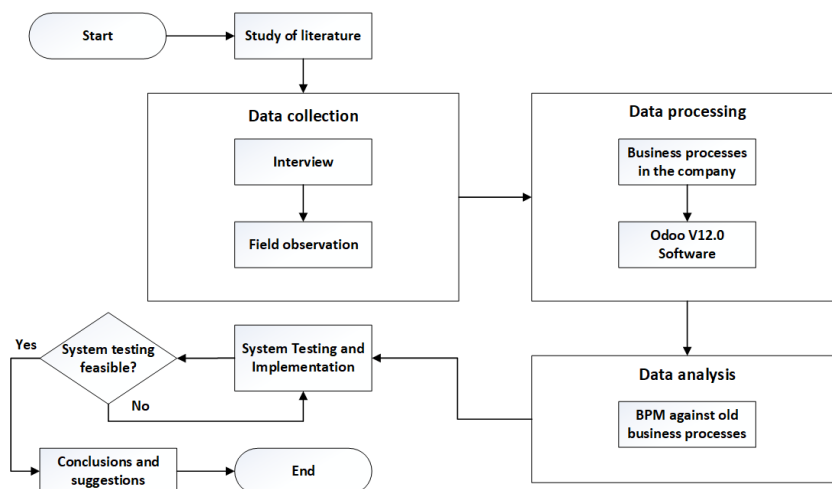 Start
Study of literature
Data collection
Interview
Field observation
Data processing
Business processes
in the company
Odoo V12.0
Software
Data analysis
BPM against old
business processes
System Testing and
Implementation
System testing
feasible?
Yes
No
Conclusions and
suggestions
End